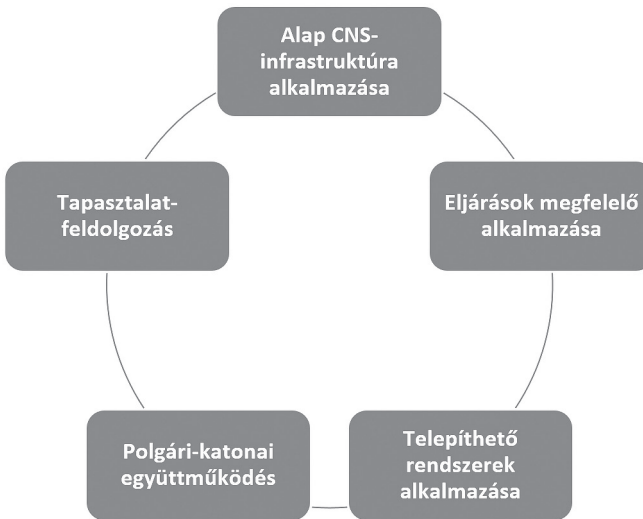 Alap CNS-
infrastruktúra
alkalmazása
Eljárások megfelelő
alkalmazása
Telepíthető
rendszerek
alkalmazása
Polgári-katonai
együttműködés
Tapasztalat-
feldolgozás